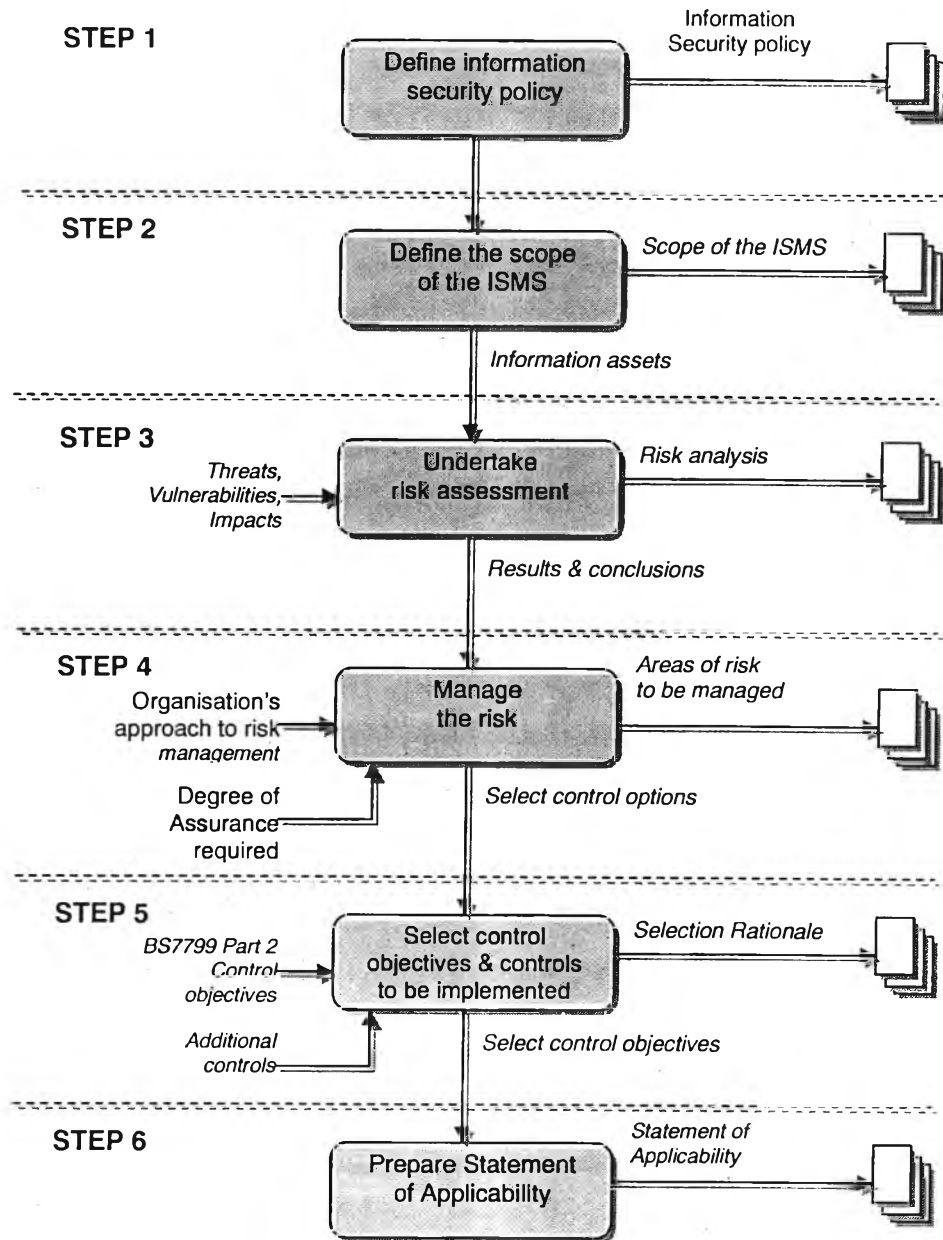 STEP 1
Define information
security policy
Information
Security policy
STEP 2
Define the scope
of the ISMS
Scope of the ISMS
Information assets
STEP 3
Threats,
Vulnerabilities,
Impacts
Undertake
risk assessment
Risk analysis
Results & conclusions
STEP 4
Organisation's
approach to risk
management
Manage
the risk
Areas of risk
to be managed
Degree of
Assurance
required
Select control options
STEP 5
BS7799 Part 2
Control
objectives
Select control
objectives & controls
to be implemented
Selection Rationale
Additional
controls
Select control objectives
STEP 6
Prepare Statement
of Applicability
Statement of
Applicability